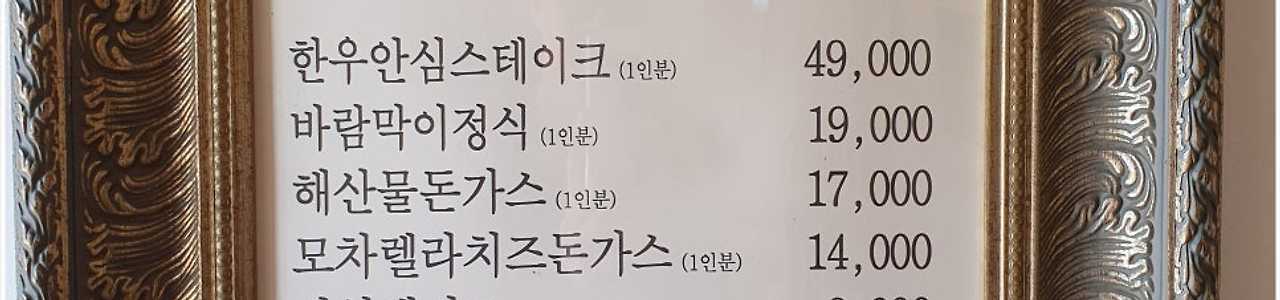 한우안심스테이크 (1인분) 49,000
바람막이정식 (1인분) 19,000
해산물돈가스 (1인분) 17,000
모차렐라치즈돈가스 (1인분) 14,000